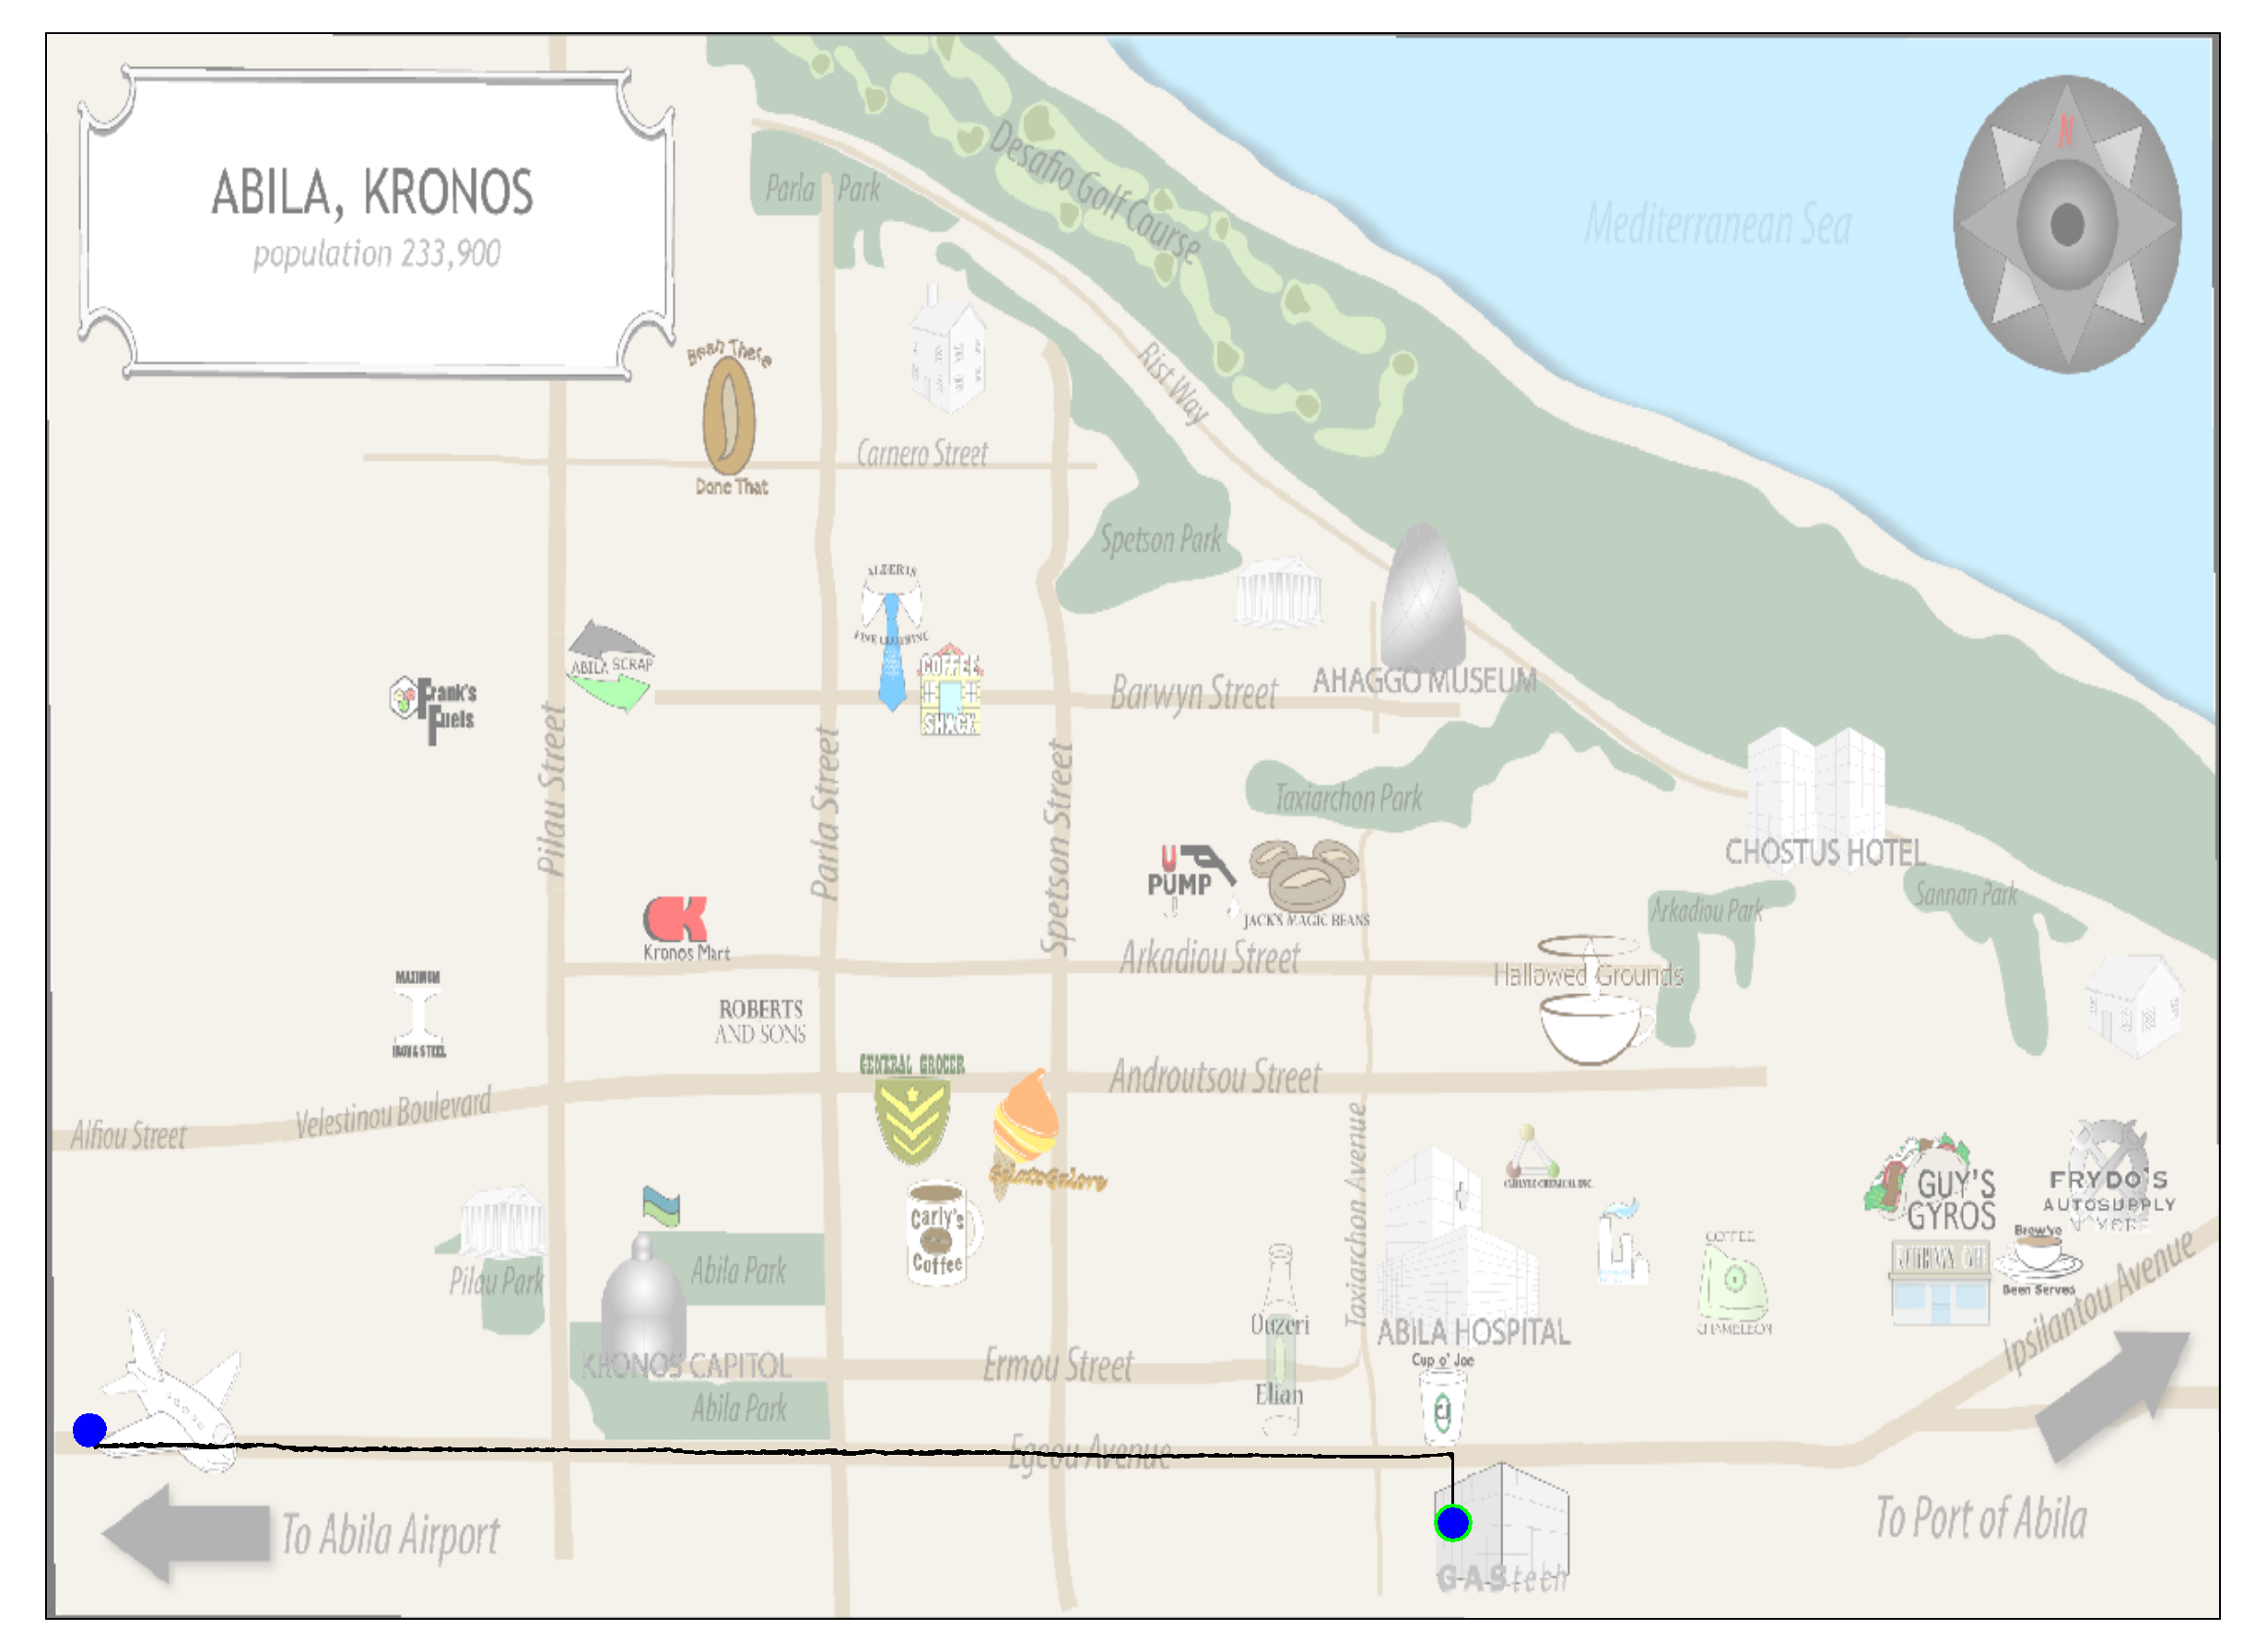 ABILA, KRONOS
population 233,900
N
Mediterranean Sea
Desafio Golf Course
Parla Park
Rist Way
Bean There
Done That
Carnero Street
Spetson Park
ALBERTS
FINE CLOTHING
ABILA SCRAP
Frank's
Fuels
COFFEE
SHACK
Barwyn Street
AHAGGO MUSEUM
Pilau Street
Parla Street
Spetson Street
Taxiarchon Park
CHOSTUS HOTEL
U
PUMP
JACK'S MAGIC BEANS
Arkadiou Park
Sannan Park
Kronos Mart
Arkadiou Street
Hallowed Grounds
MAXIMUM
IRON & STEEL
ROBERTS
AND SONS
GENERAL GROCER
Androutsou Street
Alfiou Street
Velestinou Boulevard
GelatoGalore
Taxiarchon Avenue
CARLYLE CHEMICAL INC.
GUY'S
GYROS
FRYDO'S
AUTOSUPPLY
N' MORE
Carly's
Coffee
Abila Park
Pilau Park
COFFEE
CHAMELEON
Brew've
Been Served
Ipsilantou Avenue
Ouzeri
Elian
ABILA HOSPITAL
KRONOS CAPITOL
Ermou Street
Cup o' Joe
CJ
Abila Park
Egeou Avenue
To Abila Airport
To Port of Abila
GAStech